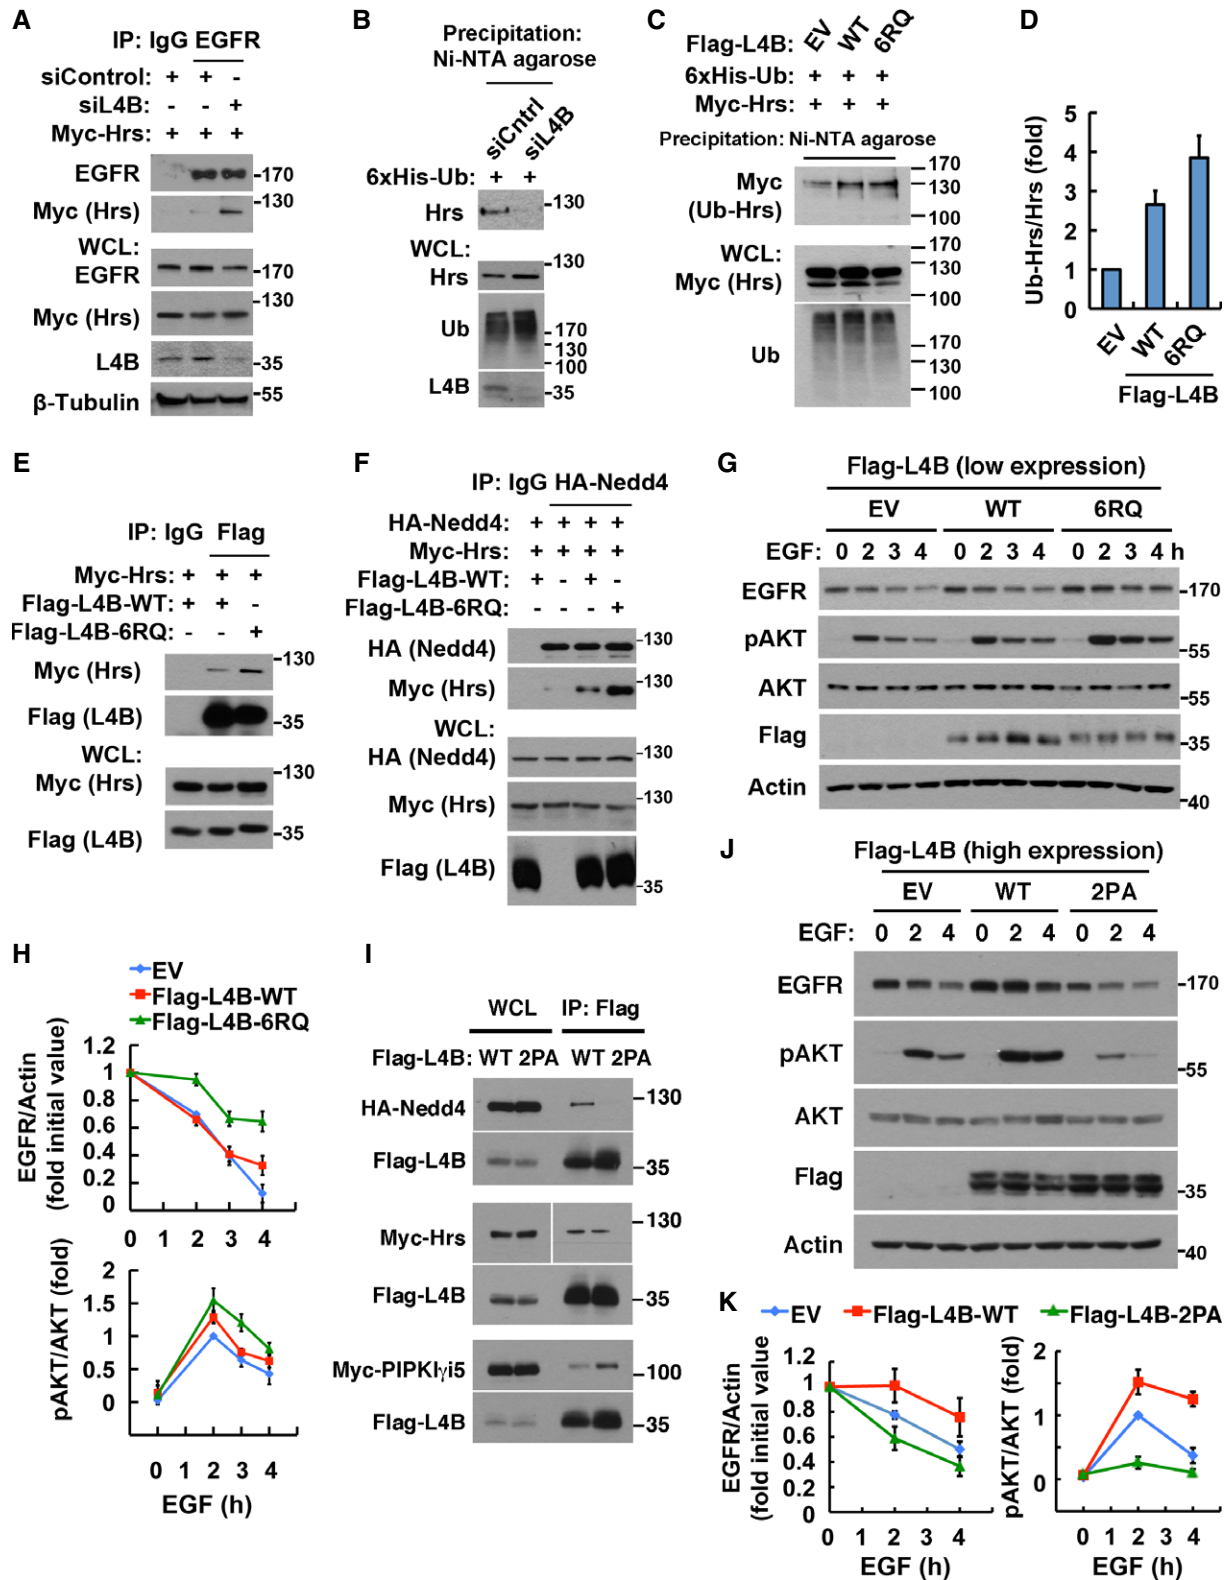 A
IP: IgG EGFR
siControl: + + -
siL4B: - - +
Myc-Hrs: + + +
EGFR
-170
Myc (Hrs)
-130
WCL:
EGFR
-170
Myc (Hrs)
-130
L4B
-35
β-Tubulin
-55
B
Precipitation:
Ni-NTA agarose
siCntrl
siL4B
6xHis-Ub: + +
Hrs
-130
WCL:
Hrs
-130
Ub
-170
-130
-100
L4B
-35
C
Flag-L4B: EV WT 6RQ
6xHis-Ub: + + +
Myc-Hrs: + + +
Precipitation: Ni-NTA agarose
Myc
(Ub-Hrs)
170
130
100
WCL:
Myc (Hrs)
170
130
100
Ub
170
130
100
D
Ub-Hrs/Hrs (fold)
5
4
3
2
1
0
EV
WT
6RQ
Flag-L4B
E
IP: IgG Flag
Myc-Hrs: + + +
Flag-L4B-WT: + + -
Flag-L4B-6RQ: - - +
Myc (Hrs)
-130
Flag (L4B)
-35
WCL:
Myc (Hrs)
-130
Flag (L4B)
-35
F
IP: IgG HA-Nedd4
HA-Nedd4: + + + +
Myc-Hrs: + + + +
Flag-L4B-WT: + - + -
Flag-L4B-6RQ: - - - +
HA (Nedd4)
-130
Myc (Hrs)
-130
WCL:
HA (Nedd4)
-130
Myc (Hrs)
-130
Flag (L4B)
-35
G
Flag-L4B (low expression)
EV WT 6RQ
EGF: 0 2 3 4 0 2 3 4 0 2 3 4 h
EGFR
-170
pAKT
55
AKT
55
Flag
-35
Actin
-40
H
EV
Flag-L4B-WT
Flag-L4B-6RQ
EGFR/Actin
(fold initial value)
1.2
1
0.8
0.6
0.4
0.2
0
0 1 2 3 4
pAKT/AKT (fold)
2
1.5
1
0.5
0
0 1 2 3 4
EGF (h)
I
WCL IP: Flag
Flag-L4B: WT 2PA WT 2PA
HA-Nedd4
-130
Flag-L4B
-35
Myc-Hrs
-130
Flag-L4B
-35
Myc-PIPKIγi5
-100
Flag-L4B
-35
J
Flag-L4B (high expression)
EV WT 2PA
EGF: 0 2 4 0 2 4 0 2 4
EGFR
-170
pAKT
55
AKT
Flag
-35
Actin
-40
K
EV
Flag-L4B-WT
Flag-L4B-2PA
EGFR/Actin
(fold initial value)
1.2
1
0.8
0.6
0.4
0.2
0
0 1 2 3 4
EGF (h)
pAKT/AKT (fold)
2
1
0
0 1 2 3 4
EGF (h)